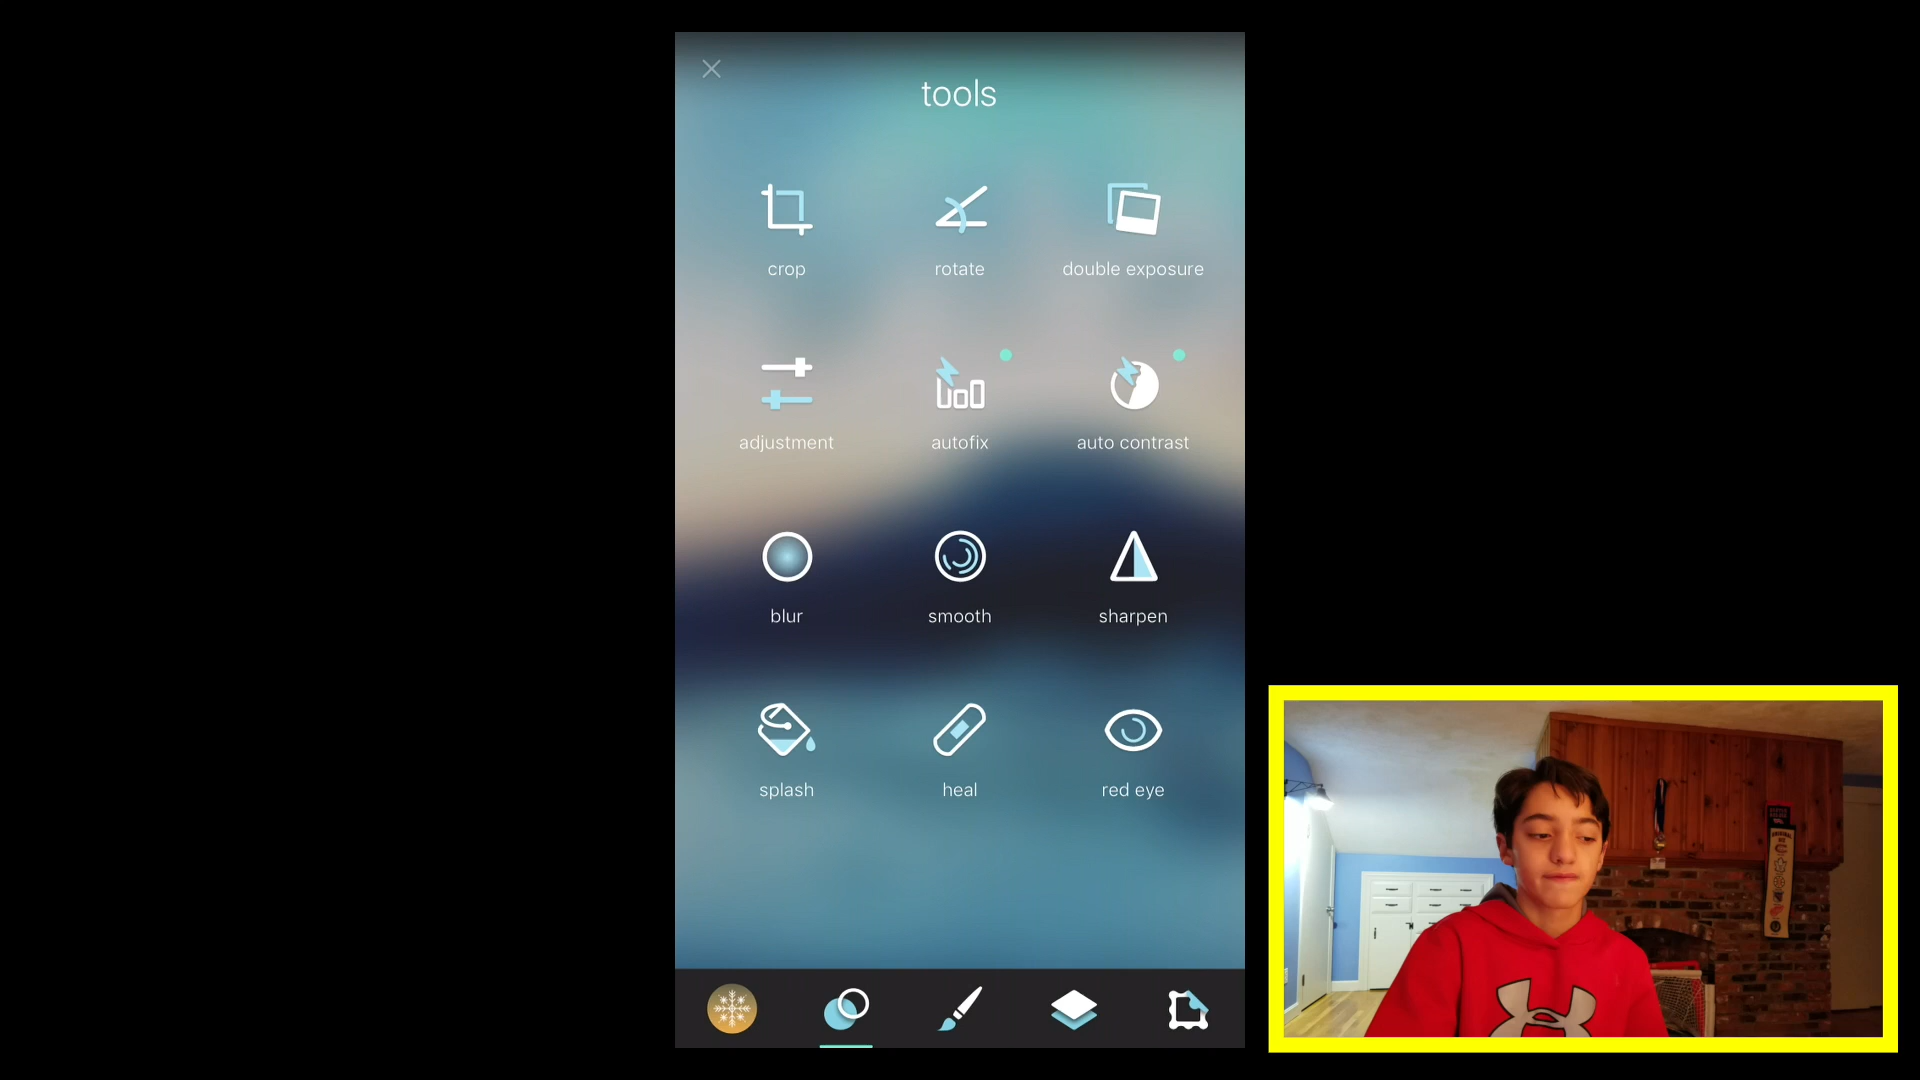 tools
crop
rotate
double exposure
adjustment
autofix
auto contrast
blur
smooth
sharpen
splash
heal
red eye